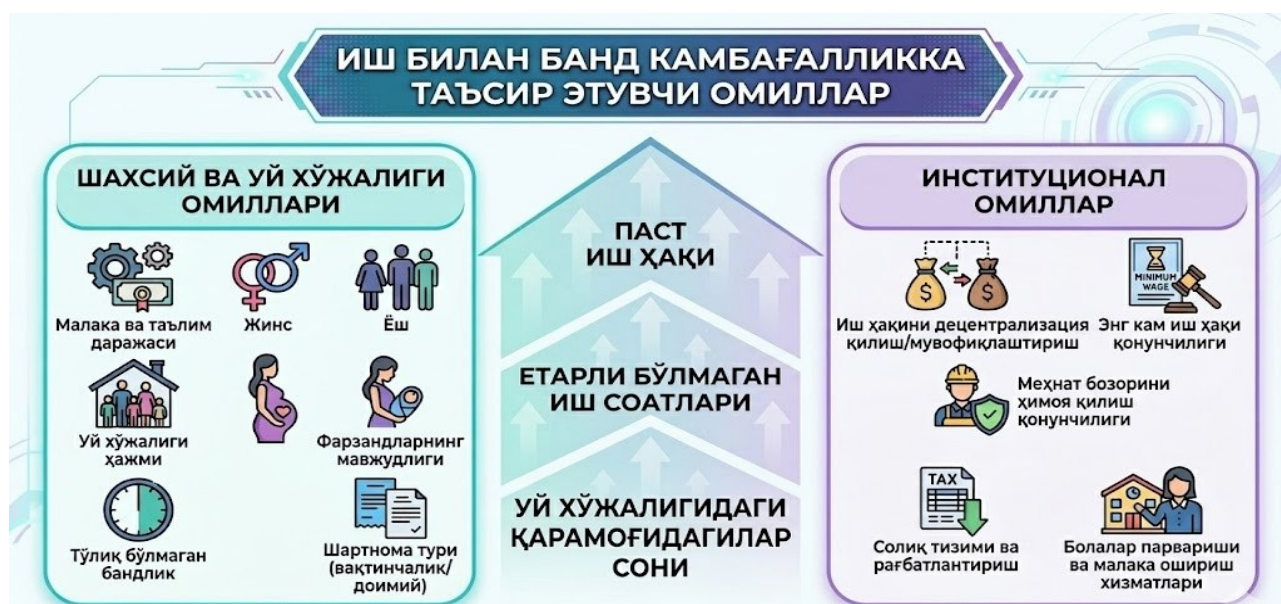 ИШ БИЛАН БАНД КАМБАҒАЛЛИККА
ТАЪСИР ЭТУВЧИ ОМИЛЛАР
ШАХСИЙ ВА УЙ ХЎЖАЛИГИ
ОМИЛЛАРИ
Малака ва таълим
даражаси
Жинс
Ёш
Уй хўжалиги
ҳажми
Фарзандларнинг
мавжудлиги
Тўлиқ бўлмаган
бандлик
Шартнома тури
(вақтинчалик/
доимий)
ПАСТ
ИШ ҲАҚИ
ЕТАРЛИ БЎЛМАГАН
ИШ СОАТЛАРИ
УЙ ХЎЖАЛИГИДАГИ
ҚАРАМОҒИДАГИЛАР
СОНИ
ИНСТИТУЦИОНАЛ
ОМИЛЛАР
$
$
Иш ҳақини децентрализация
қилиш/мувофиқлаштириш
MINIMUH
WAGE
Энг кам иш ҳақи
қонунчилиги
Меҳнат бозорини
ҳимоя қилиш
қонунчилиги
TAX
Солиқ тизими ва
рағбатлантириш
Болалар парвариши
ва малака ошириш
хизматлари